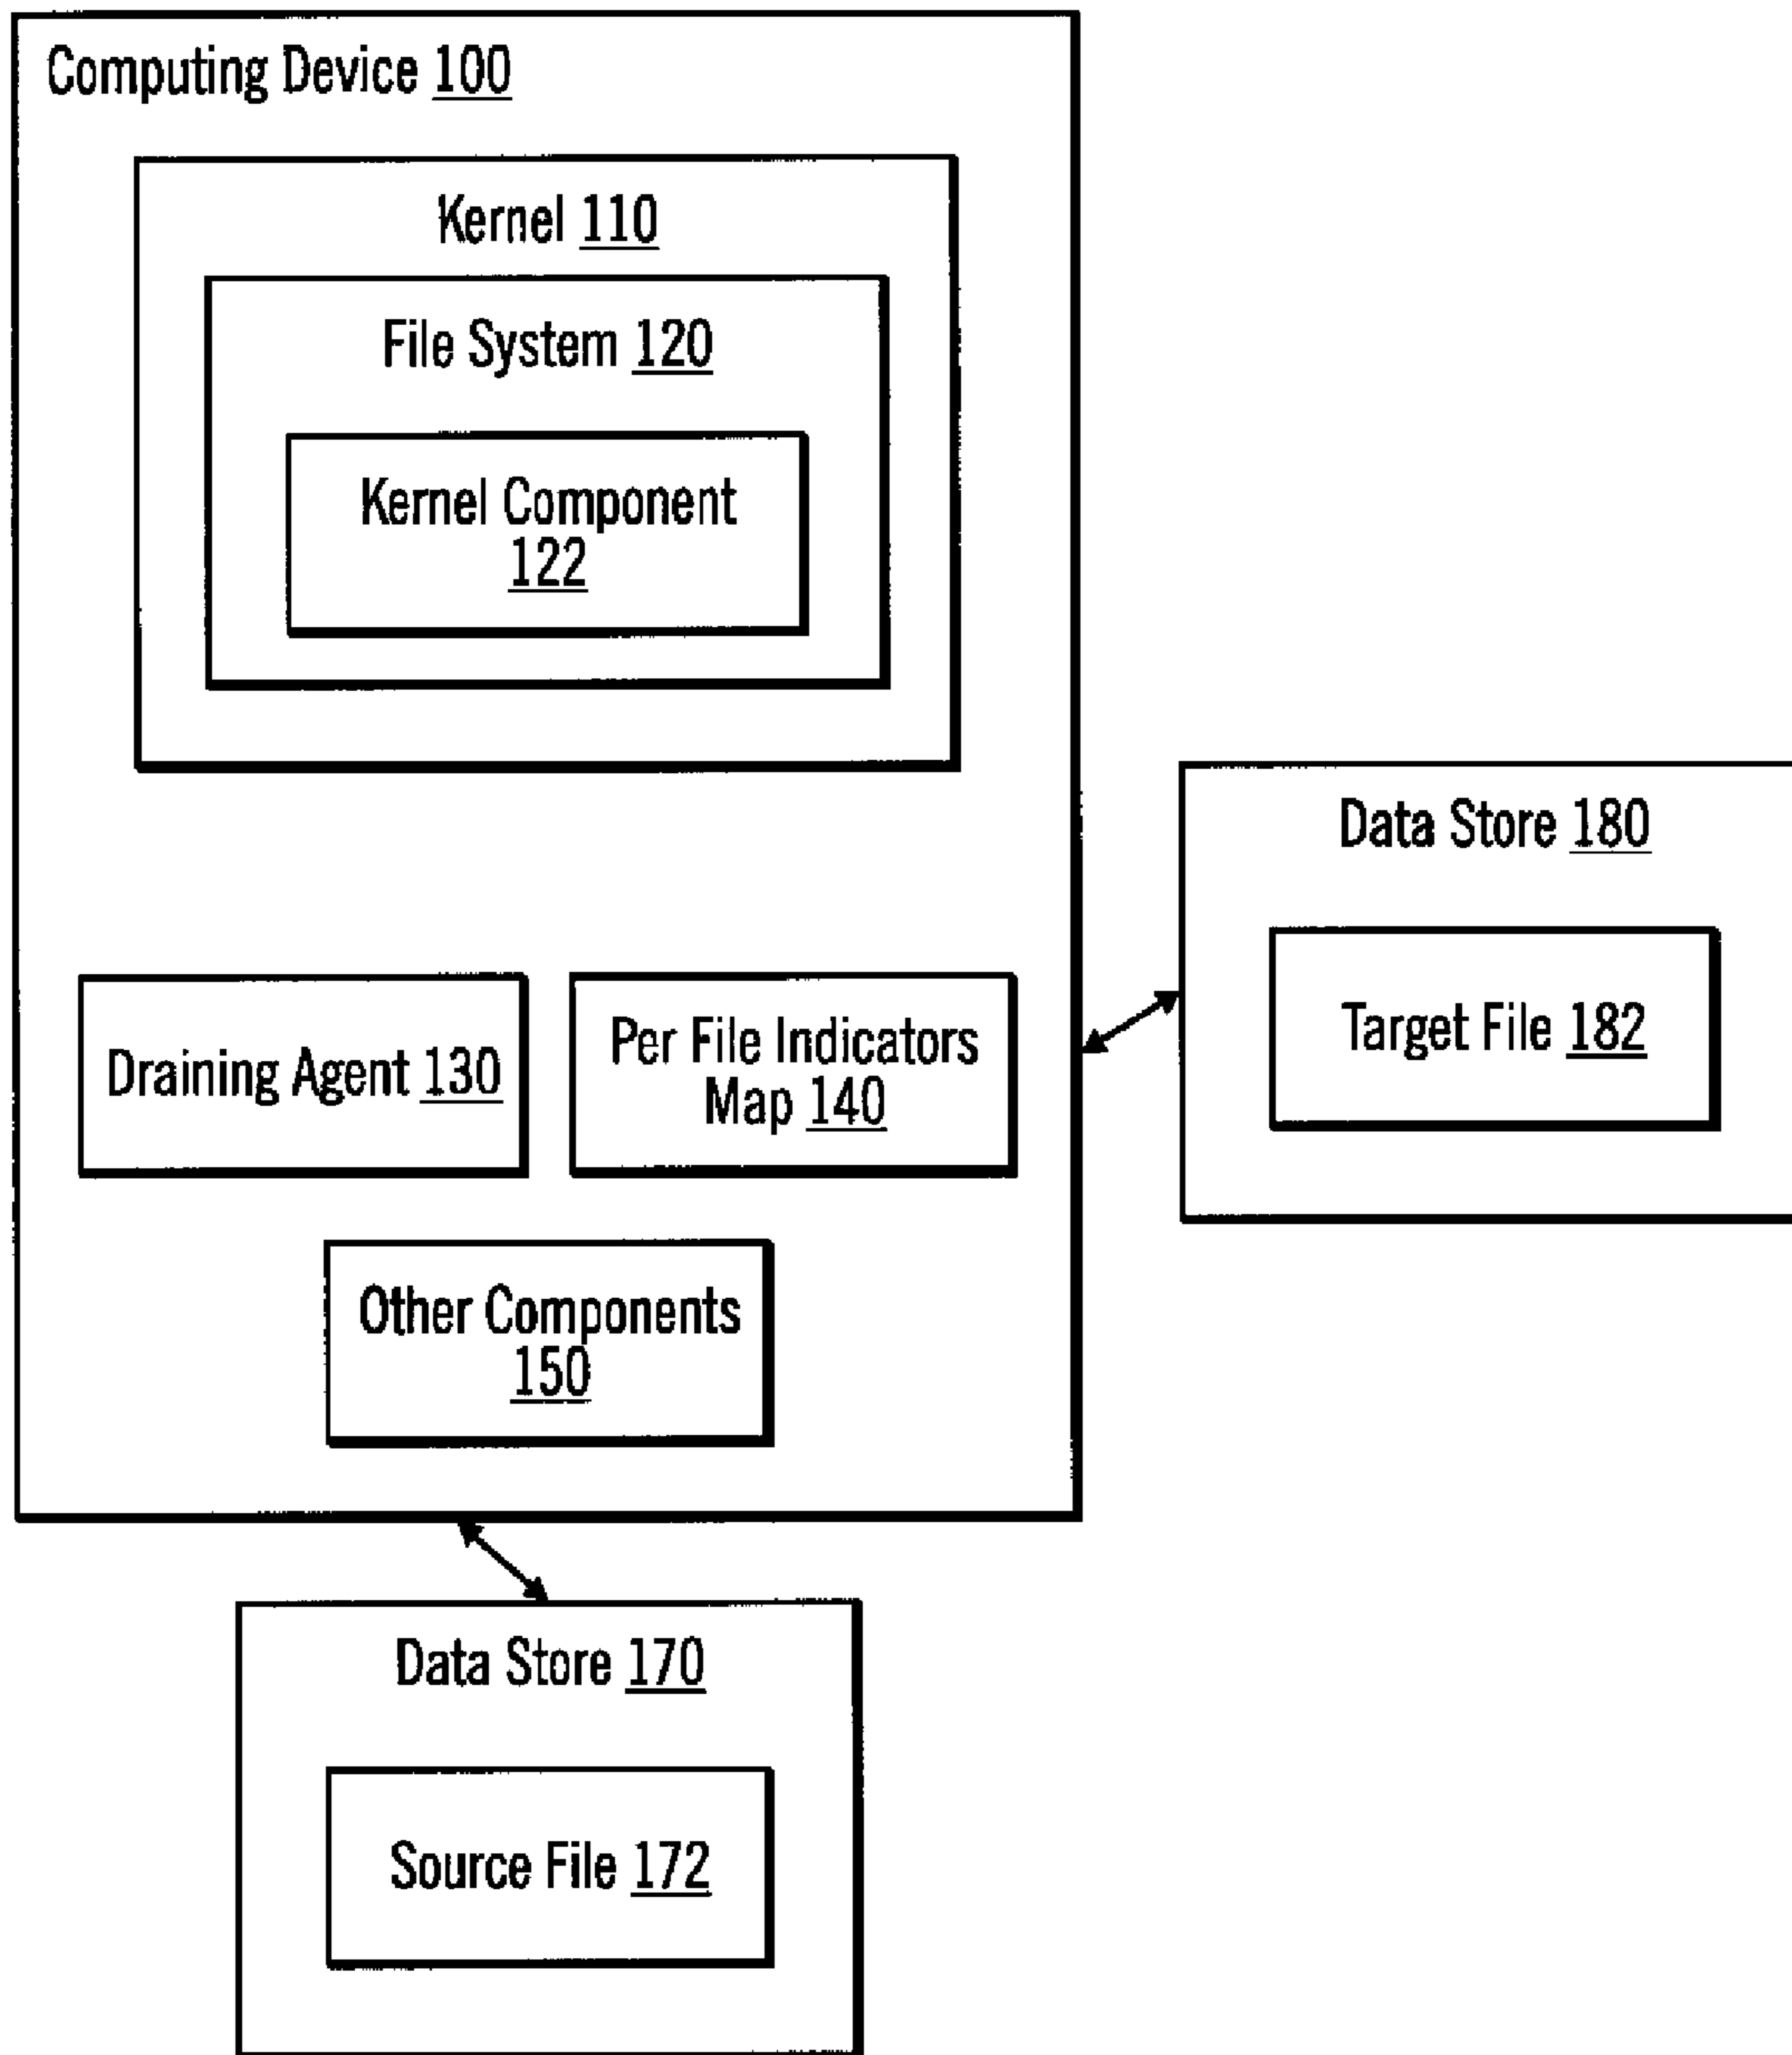 Computing Device 100
Kernel 110
File System 120
Kernel Component
122
Data Store 180
Target File 182
Draining Agent 130
Per File Indicators
Map 140
Other Components
150
Data Store 170
Source File 172